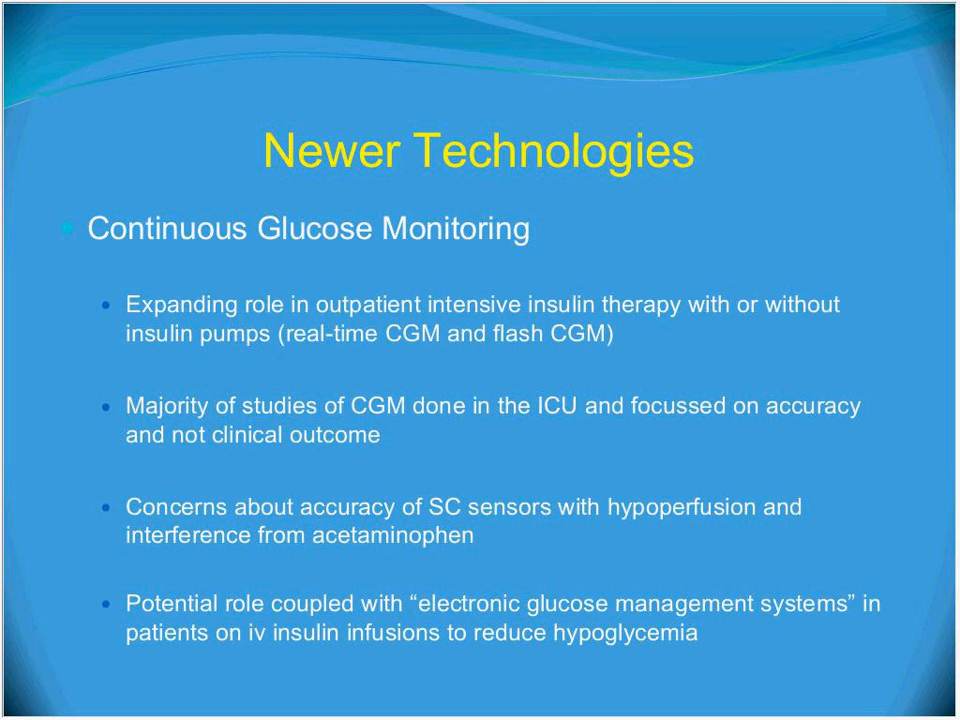 Newer Technologies
Continuous Glucose Monitoring
Expanding role in outpatient intensive insulin therapy with or without
insulin pumps (real-time CGM and flash CGM)
Majority of studies of CGM done in the ICU and focussed on accuracy
and not clinical outcome
Concerns about accuracy of SC sensors with hypoperfusion and
interference from acetaminophen
Potential role coupled with “electronic glucose management systems” in
patients on iv insulin infusions to reduce hypoglycemia